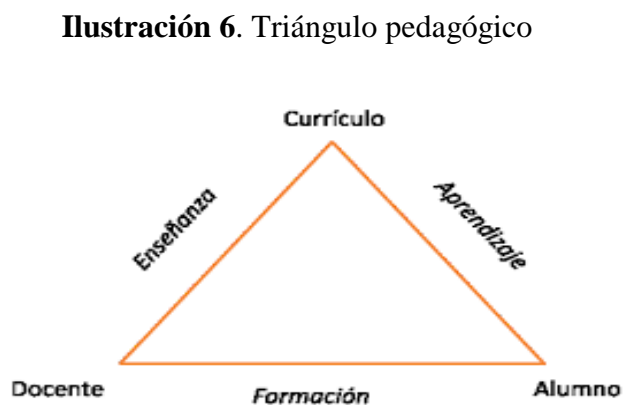 Ilustración 6. Triángulo pedagógico
Currículo
Enseñanza
Aprendizaje
Docente
Formación
Alumno